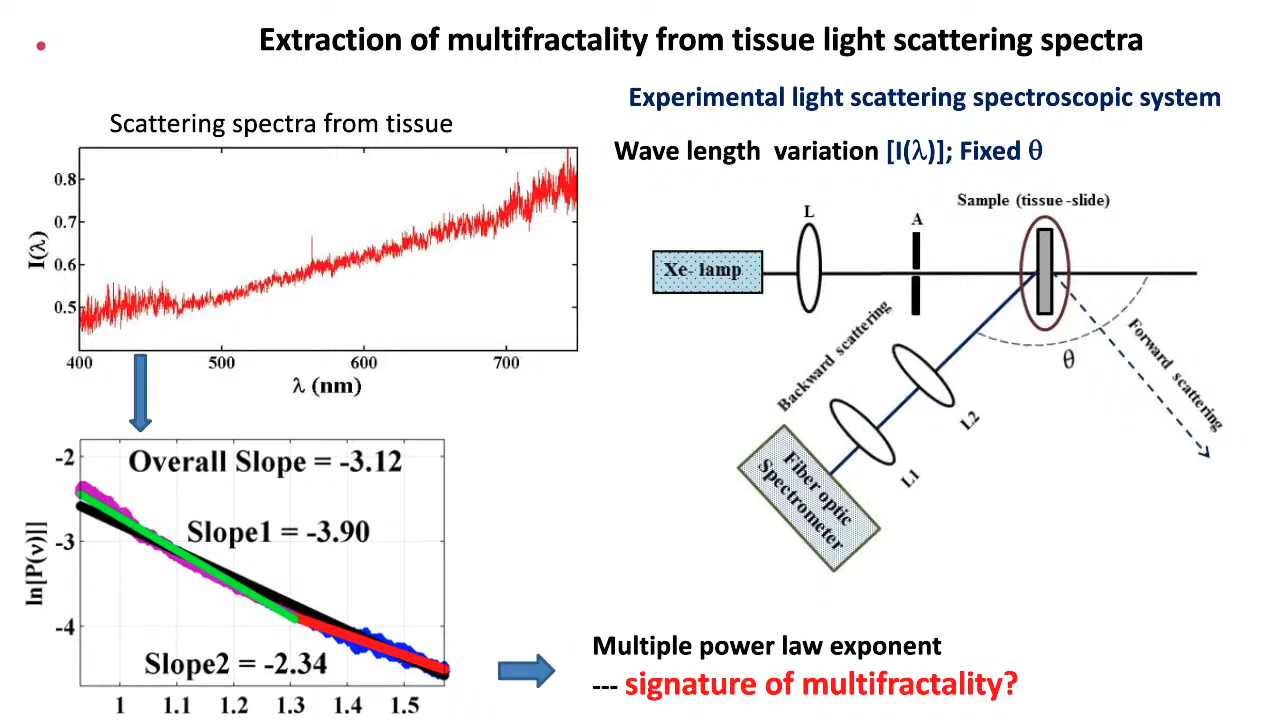 Extraction of multifractality from tissue light scattering spectra
Experimental light scattering spectroscopic system
Scattering spectra from tissue
Wave length variation [I(λ)]; Fixed θ
0.8
0.7
0.6
0.5
I(λ)
400
500
600
700
λ (nm)
Sample (tissue -slide)
L
A
Xe- lamp
Backward scattering
Forward scattering
θ
L2
L1
Fiber optic
Spectrometer
-2
-3
-4
ln[P(ν)]]
Overall Slope = -3.12
Slope1 = -3.90
Slope2 = -2.34
1
1.1
1.2
1.3
1.4
1.5
Multiple power law exponent
--- signature of multifractality?